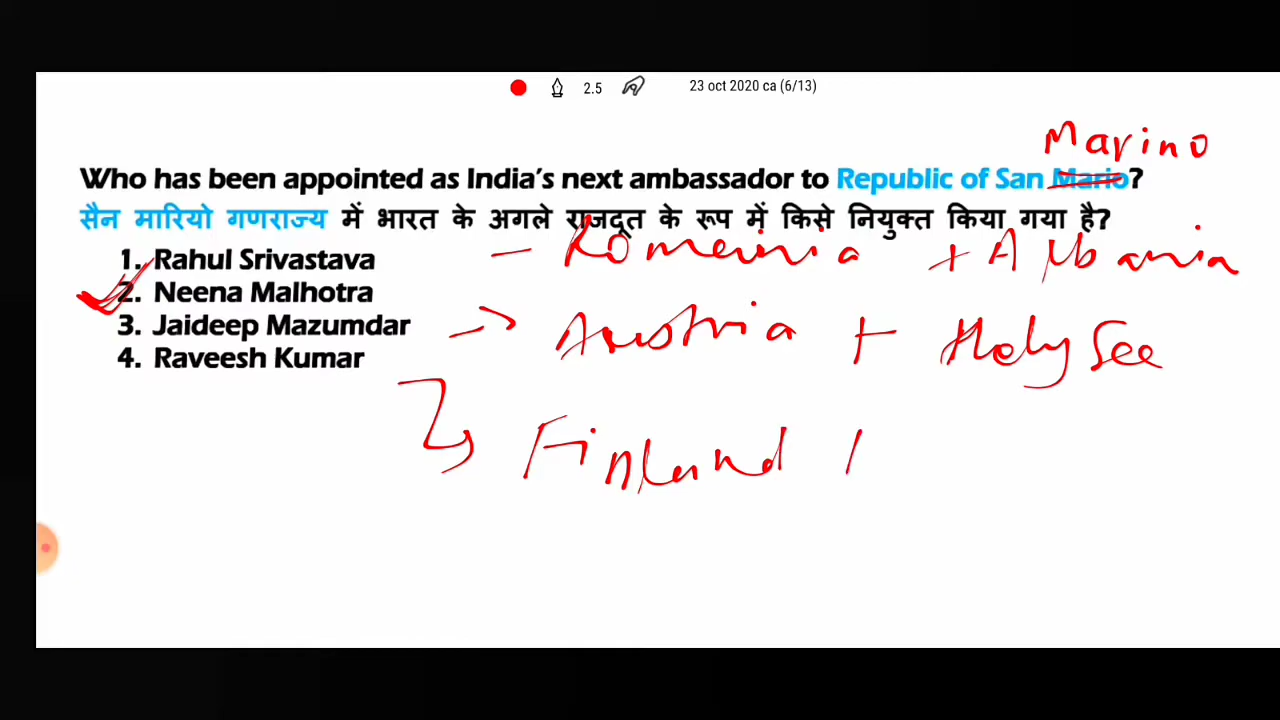 2.5 23 oct 2020 ca (6/13)
Marino
Who has been appointed as India's next ambassador to Republic of San Mario?
सैन मारियो गणराज्य में भारत के अगले राजदूत के रूप में किसे नियुक्त किया गया है?
1. Rahul Srivastava - Romainia + Albania
2. Neena Malhotra
3. Jaideep Mazumdar → Austria + Holy See
4. Raveesh Kumar
Finland